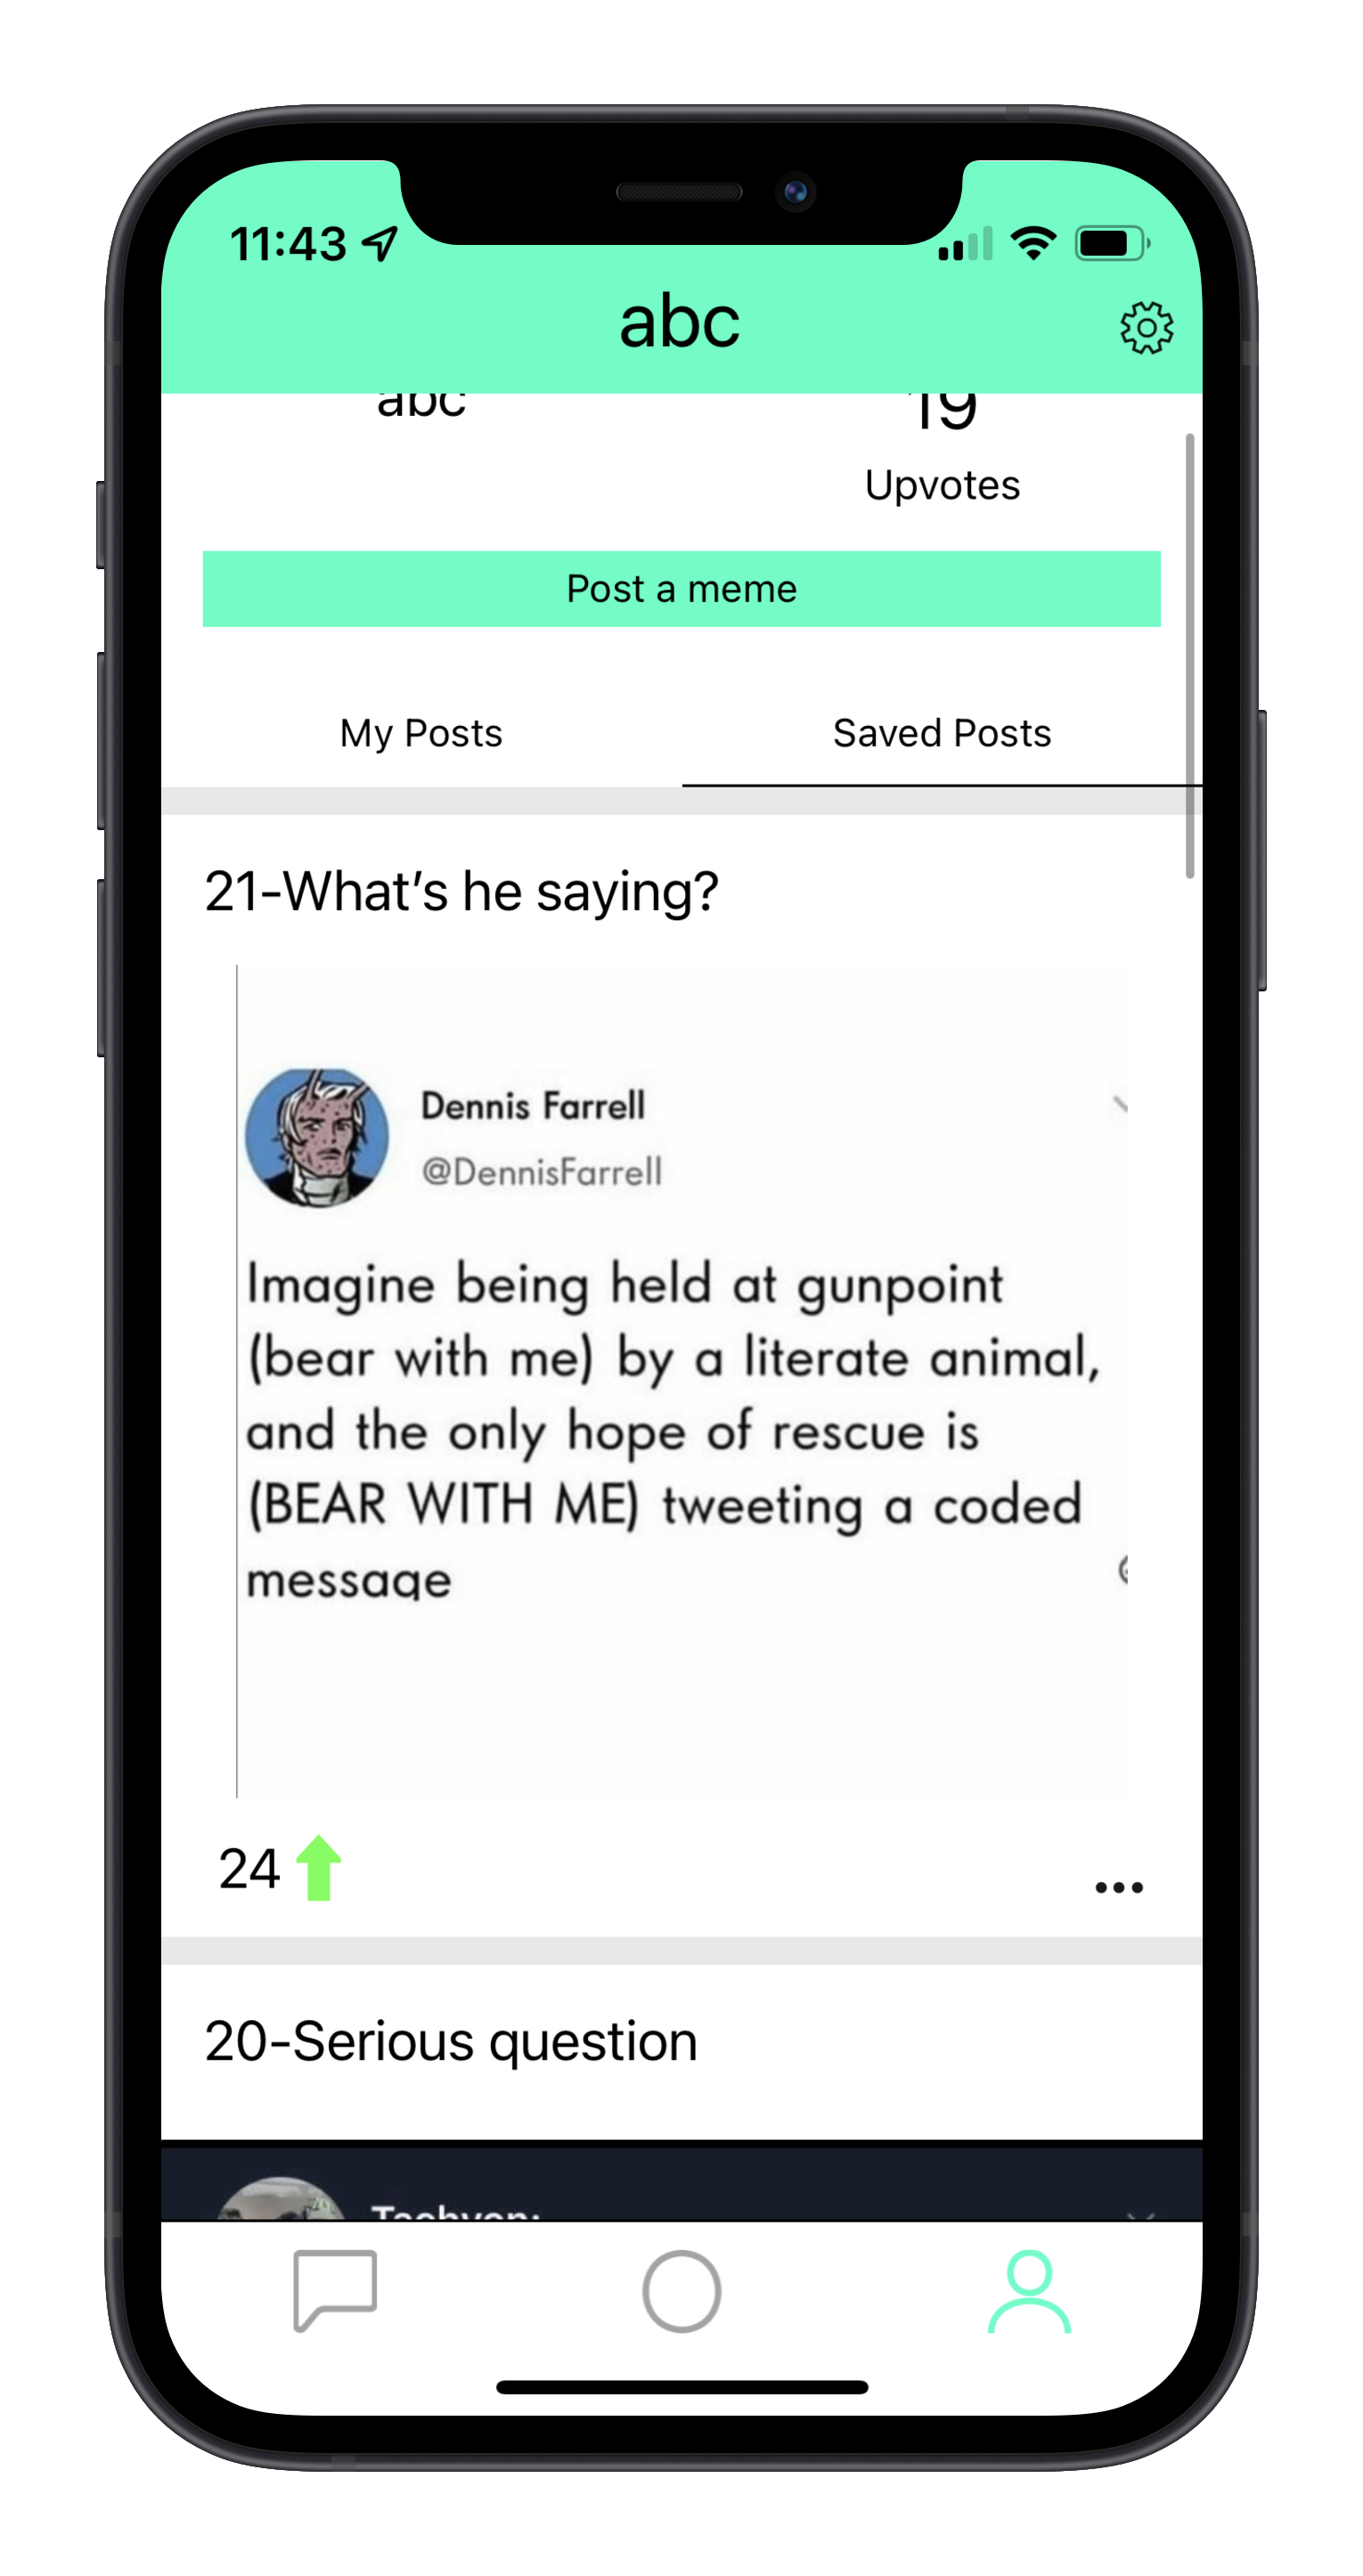 11:43
abc
abc
19
Upvotes
Post a meme
My Posts
Saved Posts
21-What's he saying?
Dennis Farrell
@DennisFarrell
Imagine being held at gunpoint
(bear with me) by a literate animal,
and the only hope of rescue is
(BEAR WITH ME) tweeting a coded
message
24
20-Serious question